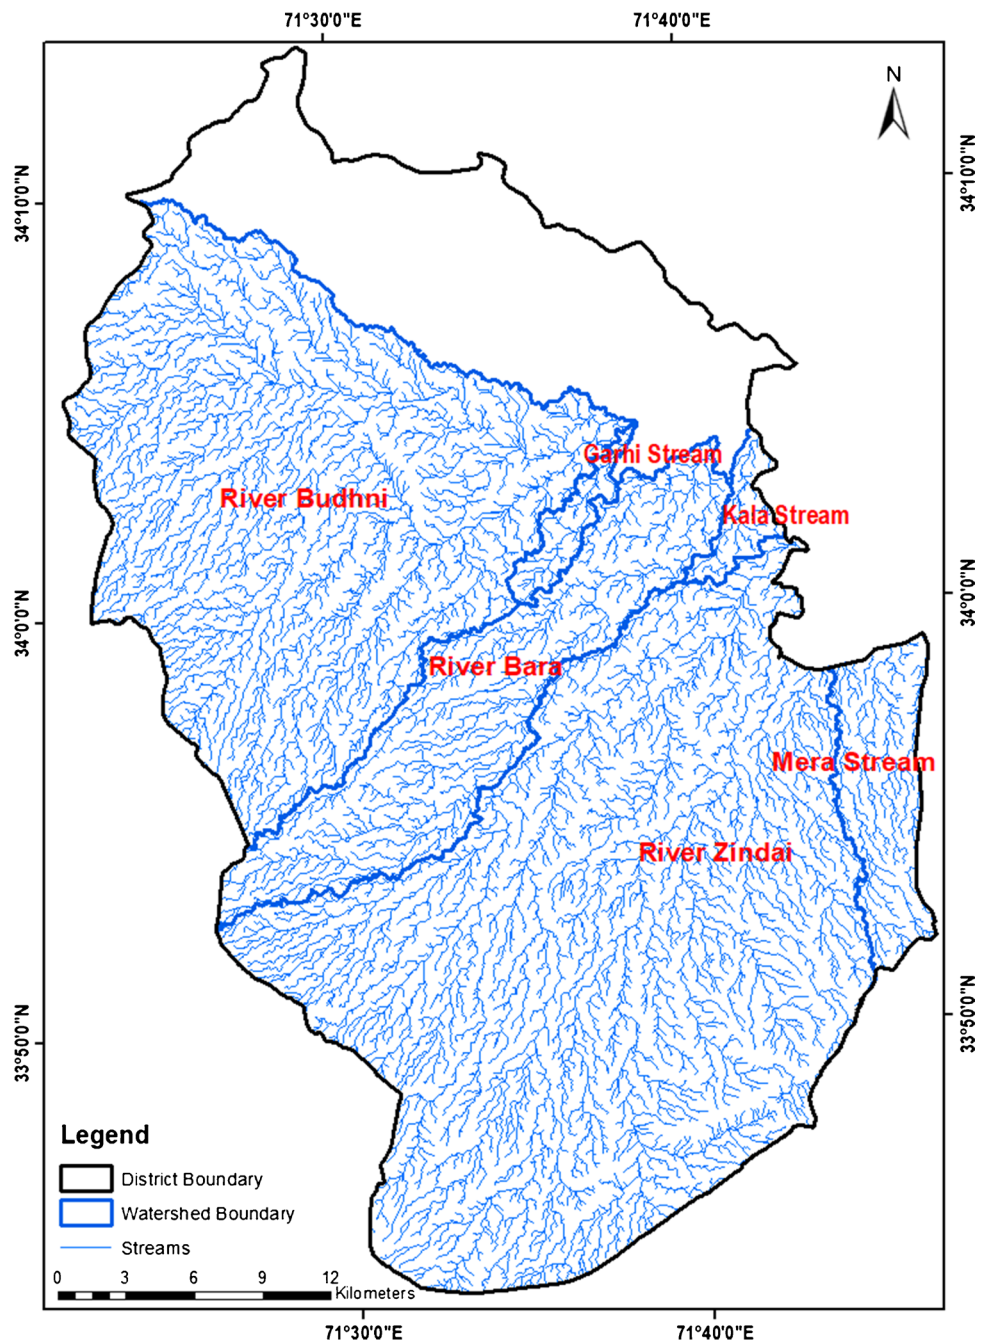 71°30'0"E
71°40'0"E
N
34°10'0"N
34°10'0"N
Garhi Stream
River Budhni
Kala Stream
34°0'0"N
34°0'0"N
River Bara
Mera Stream
River Zindai
33°50'0"N
33°50'0"N
Legend
District Boundary
Watershed Boundary
Streams
0 3 6 9 12
Kilometers
71°30'0"E
71°40'0"E